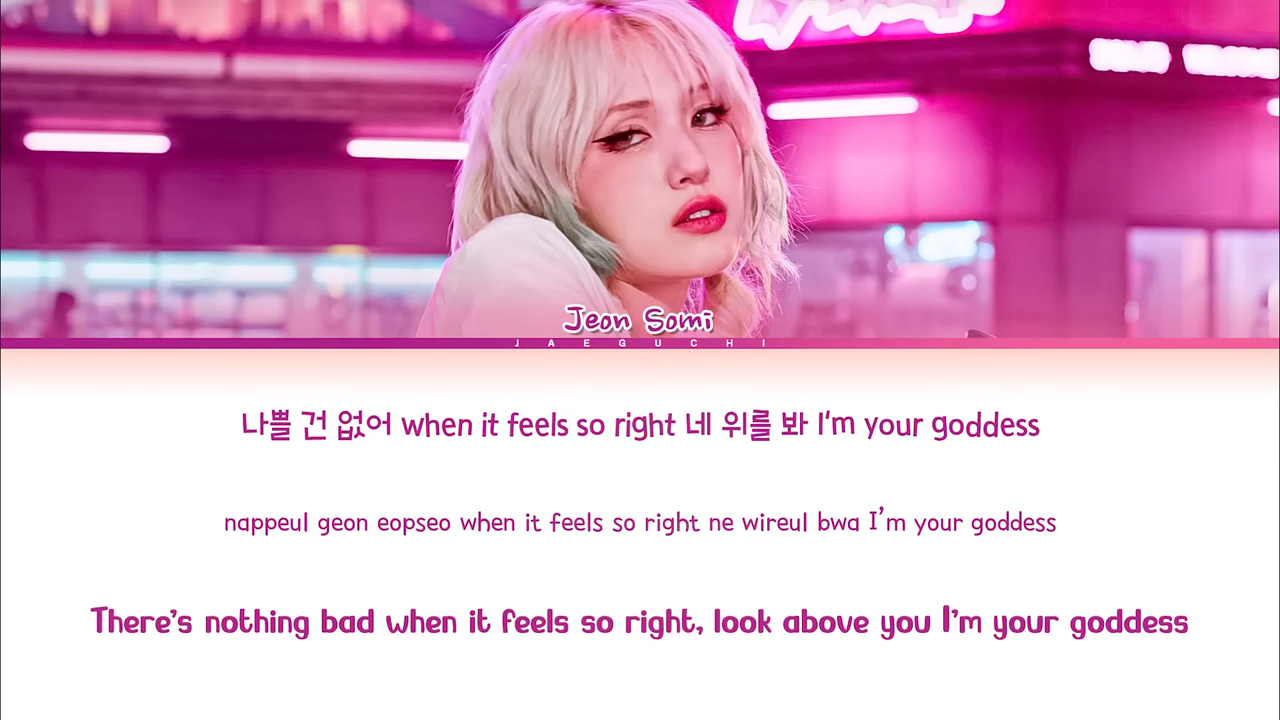 Jeon Somi
JAEGUCHI
나쁠 건 없어 when it feels so right 네 위를 봐 I'm your goddess
nappeul geon eopseo when it feels so right ne wireul bwa I'm your goddess
There's nothing bad when it feels so right, look above you I'm your goddess